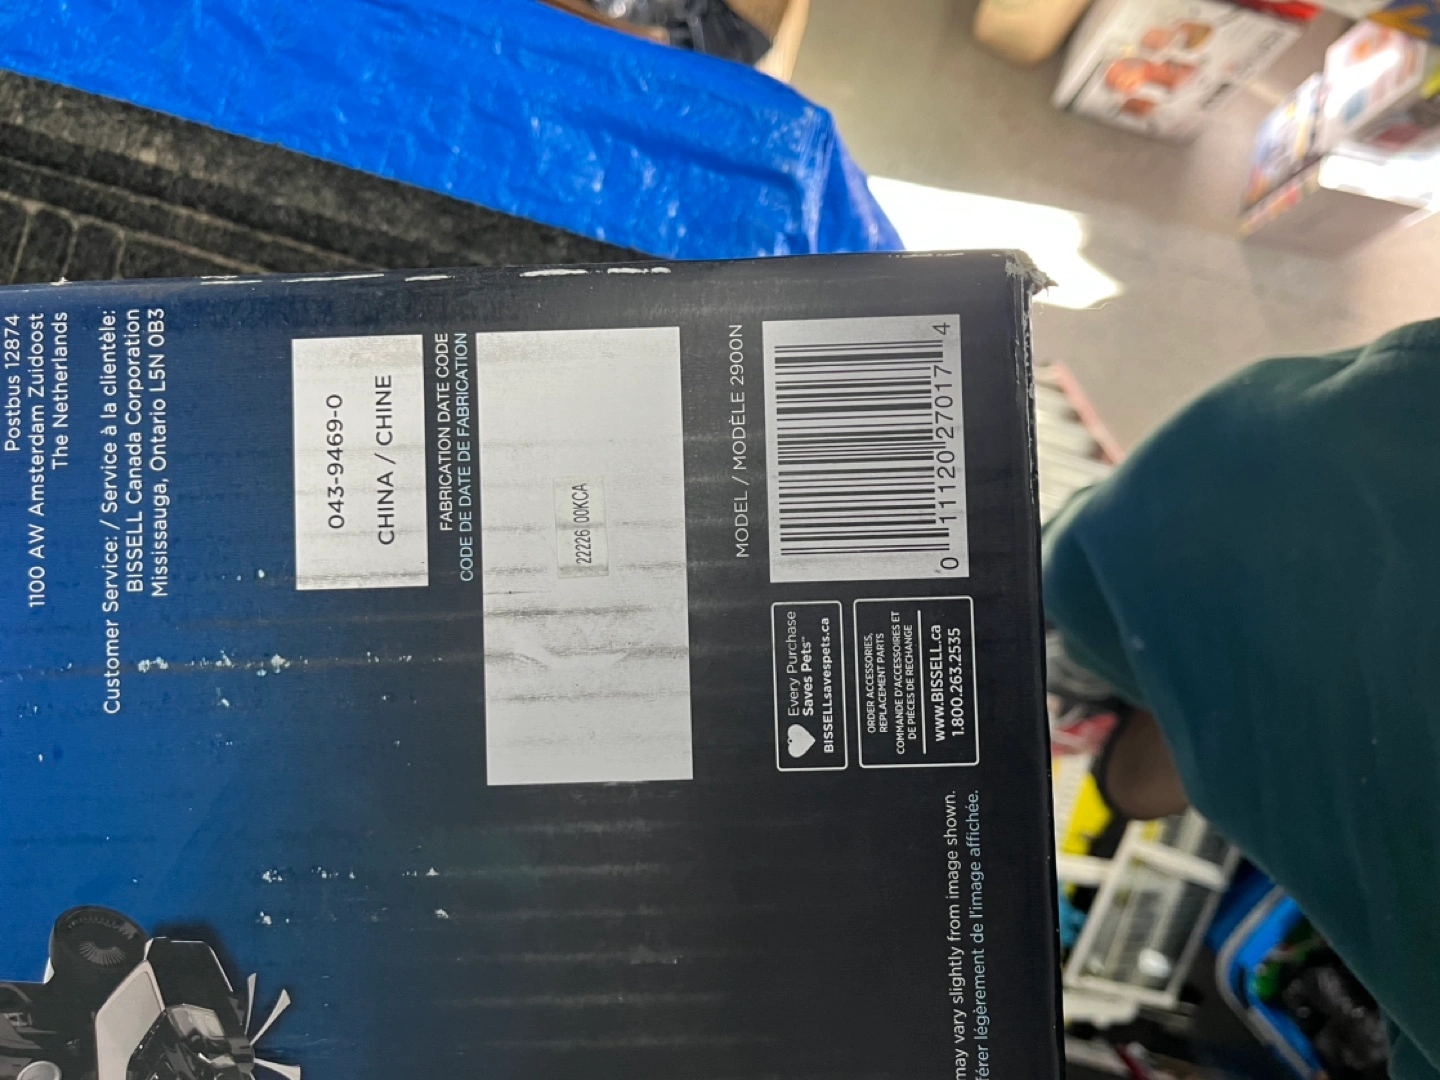 Postbus 12874
1100 AW Amsterdam Zuidoost
The Netherlands
Customer Service: / Service à la clientèle:
BISSELL Canada Corporation
Mississauga, Ontario L5N 0B3
043-9469-0
CHINA / CHINE
FABRICATION DATE CODE
CODE DE DATE DE FABRICATION
22226 00KCA
MODEL / MODÈLE 2900N
0 11120 27017 4
Every Purchase
Saves Pets™
BISSELLsavespets.ca
ORDER ACCESSORIES,
REPLACEMENT PARTS
COMMANDE D'ACCESSOIRES ET
DE PIÈCES DE RECHANGE
www.BISSELL.ca
1.800.263.2535
may vary slightly from image shown.
férer légèrement de l'image affichée.